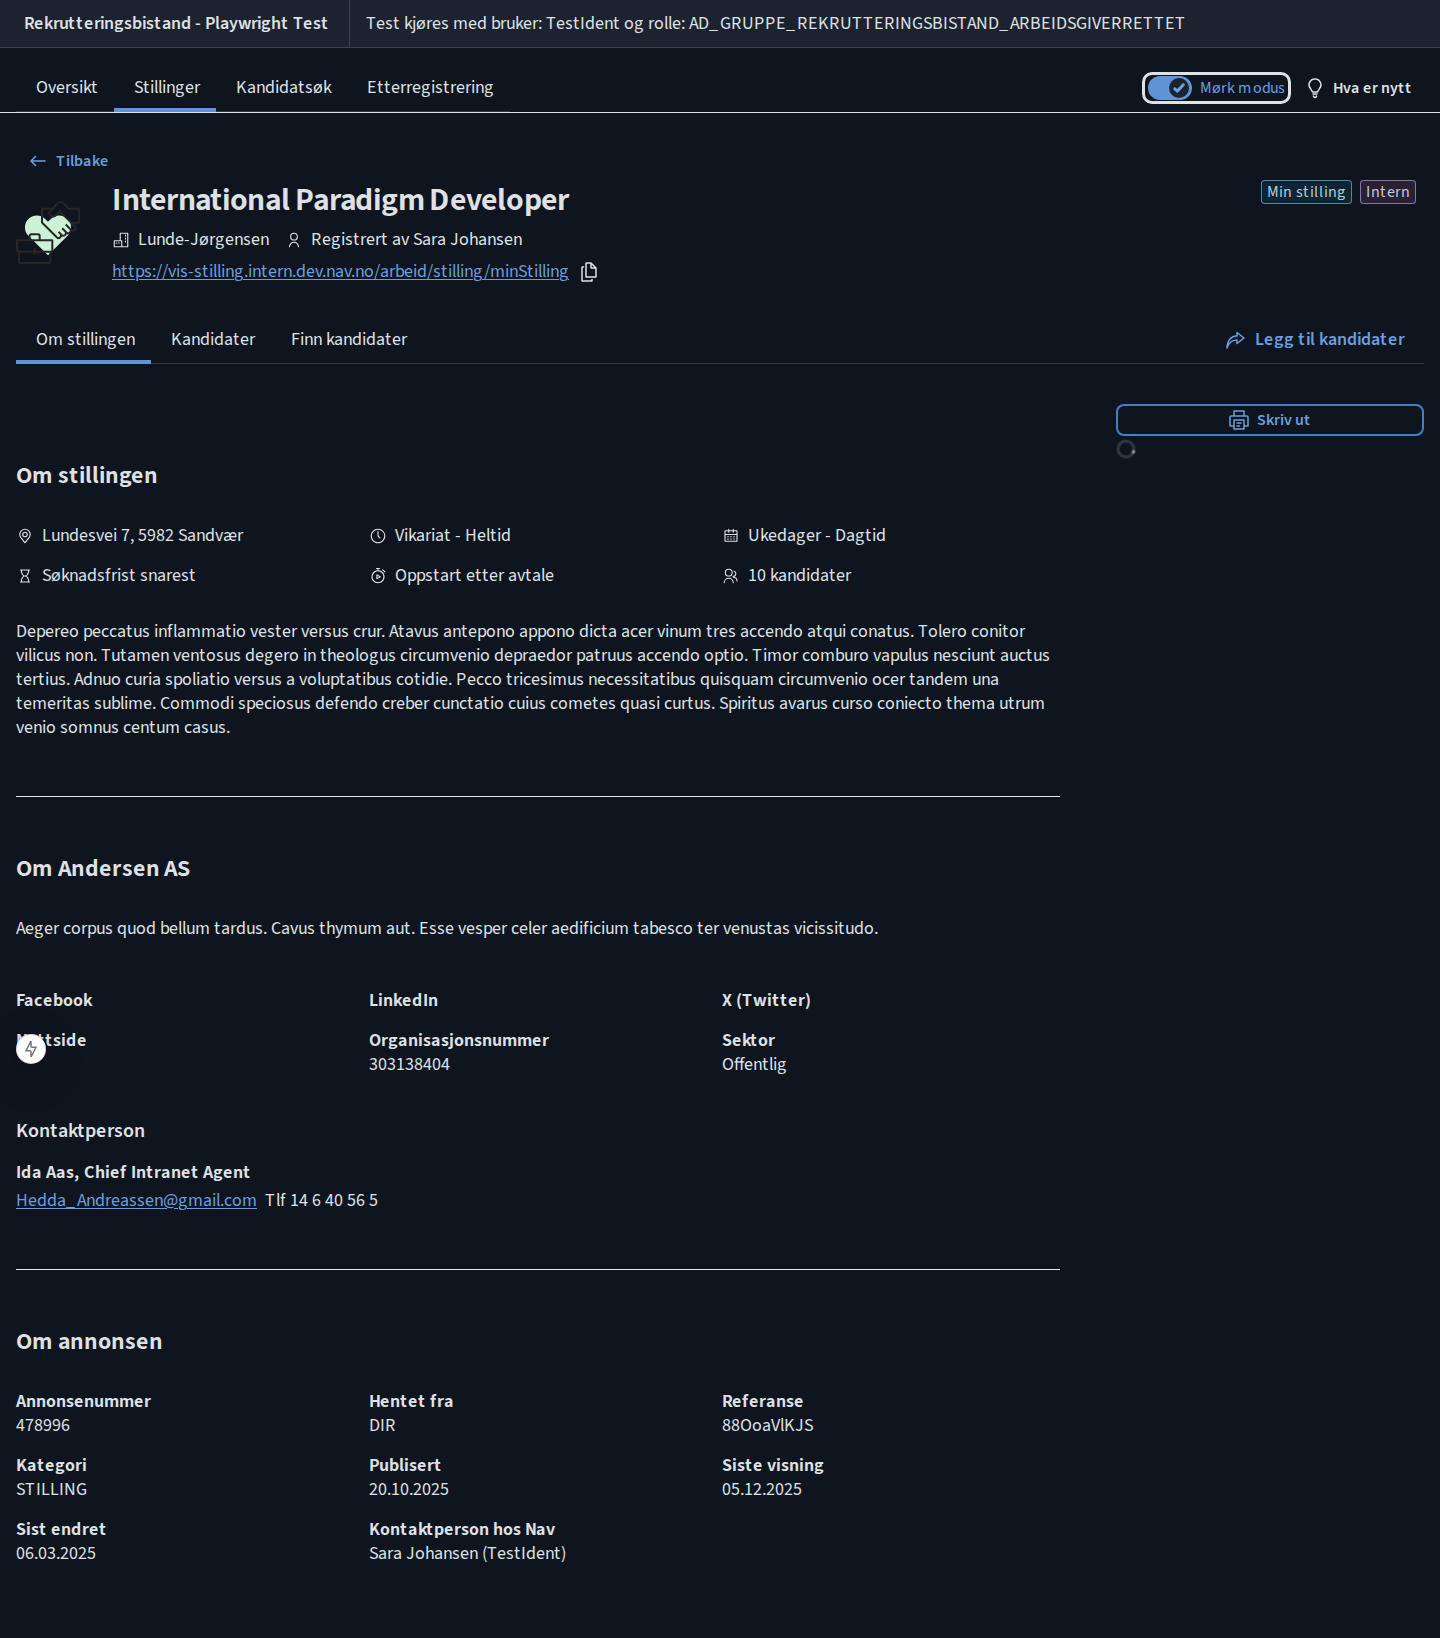 Rekrutteringsbistand - Playwright Test
Test kjøres med bruker: TestIdent og rolle: AD_GRUPPE_REKRUTTERINGSBISTAND_ARBEIDSGIVERRETTET
Oversikt Stillinger Kandidatsøk Etterregistrering Mørk modus Hva er nytt
Tilbake
International Paradigm Developer Min stilling Intern
Lunde-Jørgensen Registrert av Sara Johansen
https://vis-stilling.intern.dev.nav.no/arbeid/stilling/minStilling
Om stillingen Kandidater Finn kandidater Legg til kandidater
Skriv ut
Om stillingen
Lundesvei 7, 5982 Sandvær Vikariat - Heltid Ukedager - Dagtid
Søknadsfrist snarest Oppstart etter avtale 10 kandidater
Depereo peccatus inflammatio vester versus crur. Atavus antepono appono dicta acer vinum tres accendo atqui conatus. Tolero conitor
vilicus non. Tutamen ventosus degero in theologus circumvenio depraedor patruus accendo optio. Timor comburo vapulus nesciunt auctus
tertius. Adnuo curia spoliatio versus a voluptatibus cotidie. Pecco tricesimus necessitatibus quisquam circumvenio ocer tandem una
temeritas sublime. Commodi speciosus defendo creber cunctatio cuius cometes quasi curtus. Spiritus avarus curso coniecto thema utrum
venio somnus centum casus.
Om Andersen AS
Aeger corpus quod bellum tardus. Cavus thymum aut. Esse vesper celer aedificium tabesco ter venustas vicissitudo.
Facebook LinkedIn X (Twitter)
Organisasjonsnummer Sektor
303138404 Offentlig
Kontaktperson
Ida Aas, Chief Intranet Agent
Hedda_Andreassen@gmail.com Tlf 14 6 40 56 5
Om annonsen
Annonsenummer Hentet fra Referanse
478996 DIR 88OoaVlKJS
Kategori Publisert Siste visning
STILLING 20.10.2025 05.12.2025
Sist endret Kontaktperson hos Nav
06.03.2025 Sara Johansen (TestIdent)